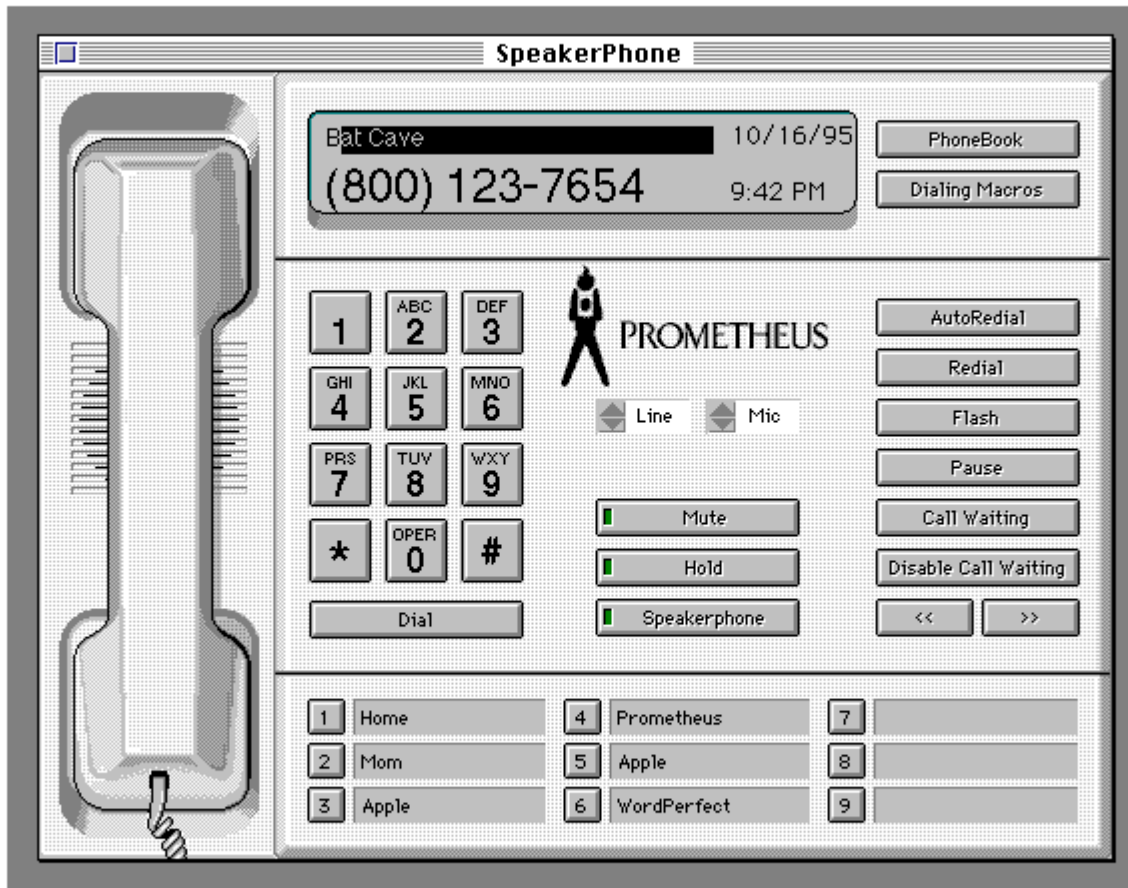 SpeakerPhone
Bat Cave 10/16/95
(800) 123-7654 9:42 PM
PhoneBook
Dialing Macros
1 ABC 2 DEF 3
GHI 4 JKL 5 MNO 6
PRS 7 TUV 8 WXY 9
* OPER 0 #
Dial
PROMETHEUS
Line Mic
Mute
Hold
Speakerphone
AutoRedial
Redial
Flash
Pause
Call Waiting
Disable Call Waiting
<< >>
1 Home
2 Mom
3 Apple
4 Prometheus
5 Apple
6 WordPerfect
7
8
9